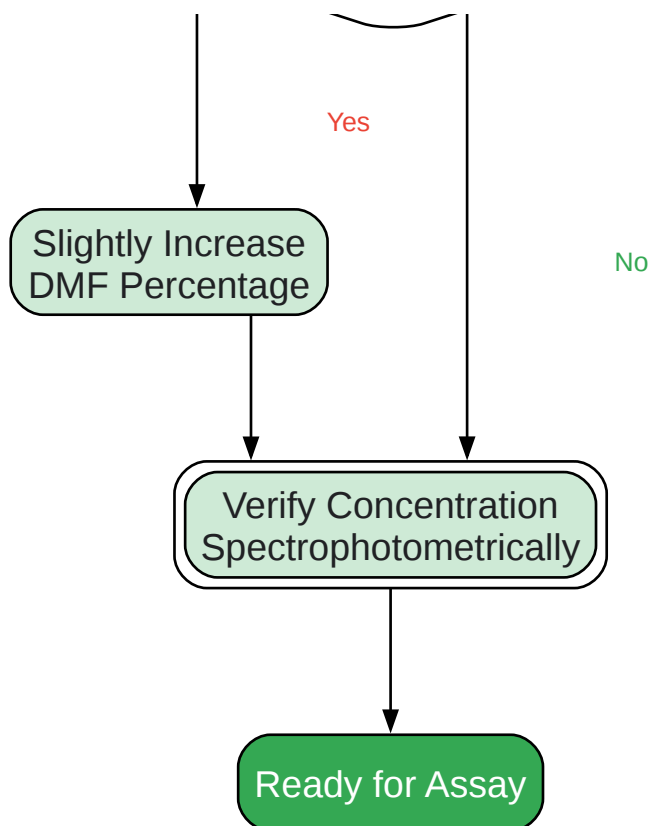 Yes
Slightly Increase
DMF Percentage
No
Verify Concentration
Spectrophotometrically
Ready for Assay